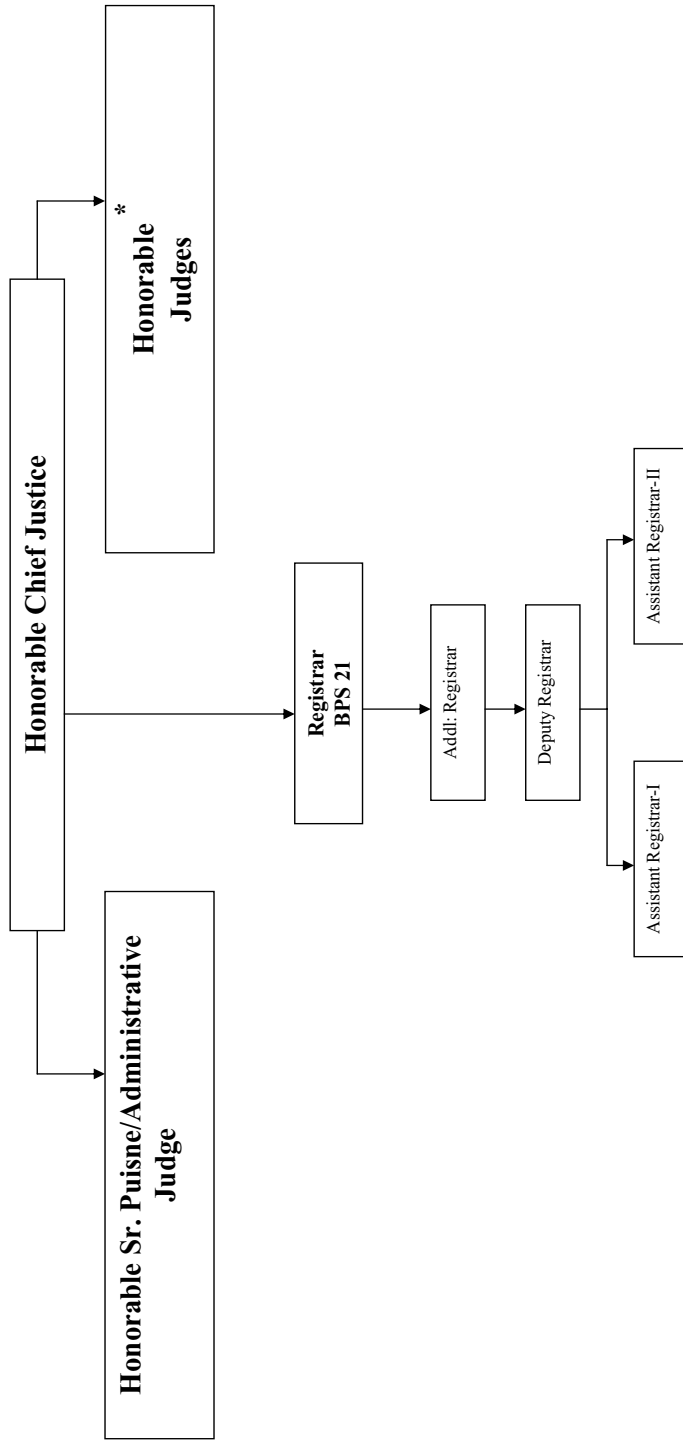 Honorable Chief Justice
Honorable Sr. Puisne/Administrative
Judge
*
Honorable
Judges
Registrar
BPS 21
Addl: Registrar
Deputy Registrar
Assistant Registrar-I
Assistant Registrar-II